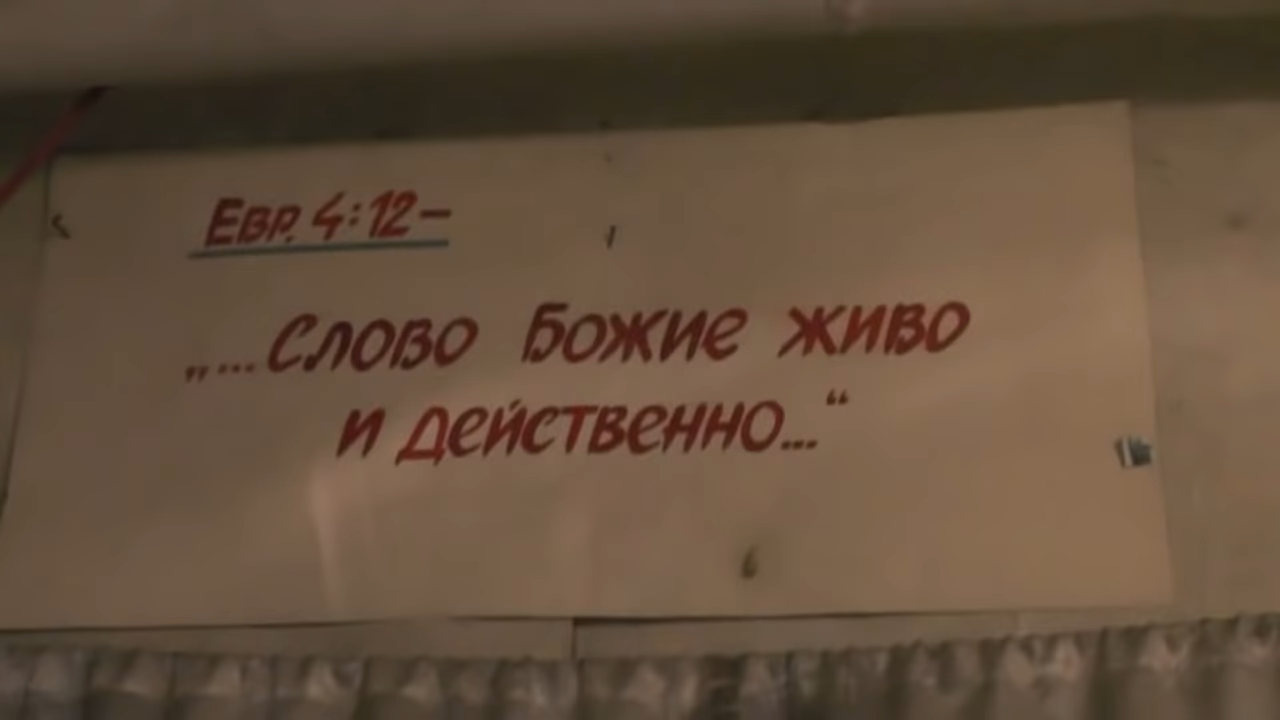 Евр. 4:12–
„...Слово Божие живо
и действенно...“